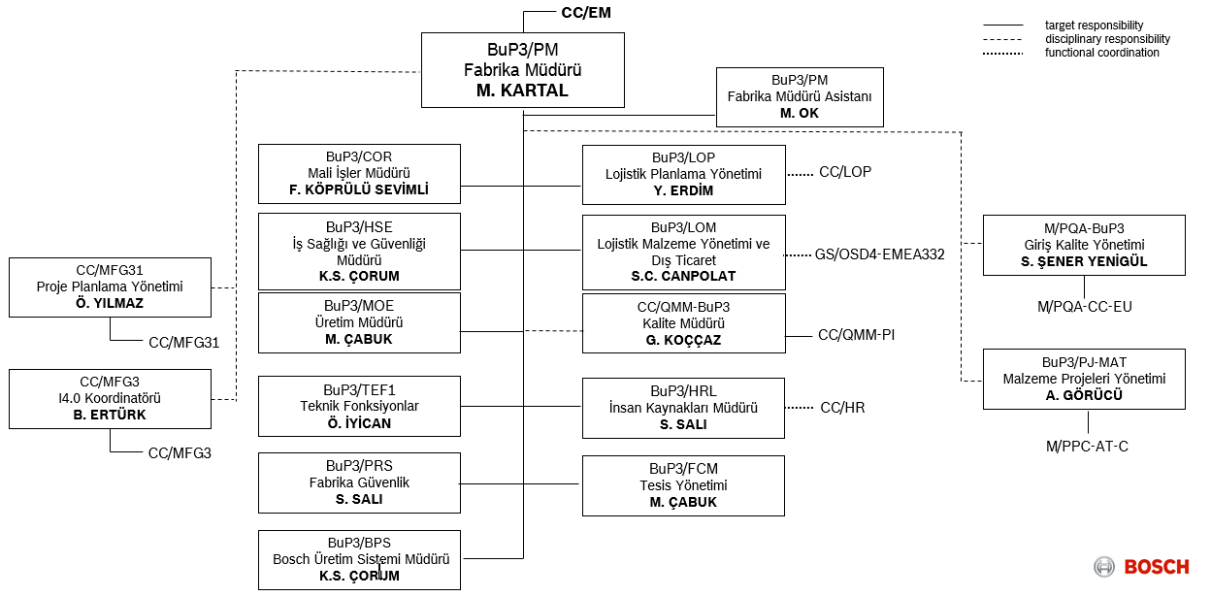 CC/EM
target responsibility
disciplinary responsibility
functional coordination
BuP3/PM
Fabrika Müdürü
M. KARTAL
BuP3/PM
Fabrika Müdürü Asistanı
M. OK
BuP3/COR
Mali İşler Müdürü
F. KÖPRÜLÜ SEVİMLİ
BuP3/LOP
Lojistik Planlama Yönetimi
Y. ERDİM
CC/LOP
BuP3/HSE
İş Sağlığı ve Güvenliği
Müdürü
K.S. ÇORUM
BuP3/LOM
Lojistik Malzeme Yönetimi ve
Dış Ticaret
S.C. CANPOLAT
GS/OSD4-EMEA332
M/PQA-BuP3
Giriş Kalite Yönetimi
S. ŞENER YENİGÜL
M/PQA-CC-EU
CC/MFG31
Proje Planlama Yönetimi
Ö. YILMAZ
CC/MFG31
BuP3/MOE
Üretim Müdürü
M. ÇABUK
CC/QMM-BuP3
Kalite Müdürü
G. KOÇÇAZ
CC/QMM-PI
BuP3/PJ-MAT
Malzeme Projeleri Yönetimi
A. GÖRÜCÜ
M/PPC-AT-C
CC/MFG3
I4.0 Koordinatörü
B. ERTÜRK
CC/MFG3
BuP3/TEF1
Teknik Fonksiyonlar
Ö. İYİCAN
BuP3/HRL
İnsan Kaynakları Müdürü
S. SALI
CC/HR
BuP3/PRS
Fabrika Güvenlik
S. SALI
BuP3/FCM
Tesis Yönetimi
M. ÇABUK
BuP3/BPS
Bosch Üretim Sistemi Müdürü
K.S. ÇORUM
BOSCH